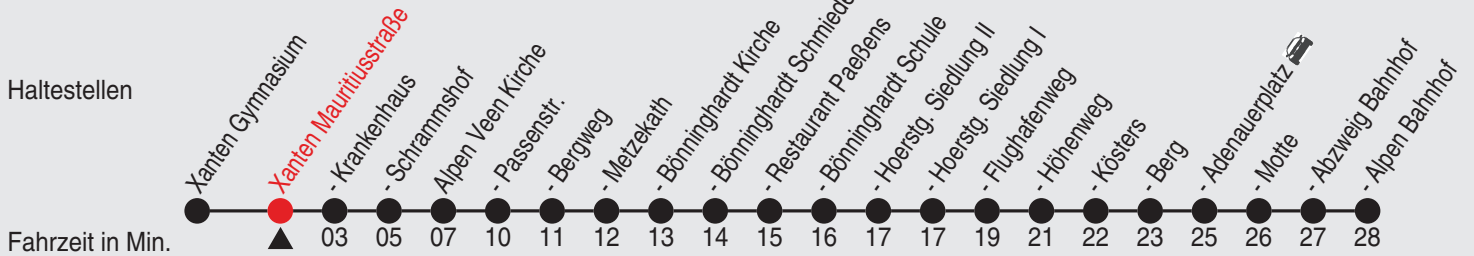 Haltestellen
Xanten Gymnasium
Xanten Mauritiusstraße
- Krankenhaus
- Schrammshof
Alpen Veen Kirche
- Passenstr.
- Bergweg
- Metzekath
- Bönninghardt Kirche
- Bönninghardt Schmiede
- Restaurant Paeßens
- Bönninghardt Schule
- Hoerstg. Siedlung II
- Hoerstg. Siedlung I
- Flughafenweg
- Höhenweg
- Kösters
- Berg
- Adenauerplatz
- Motte
- Abzweig Bahnhof
- Alpen Bahnhof
Fahrzeit in Min. 03 05 07 10 11 12 13 14 15 16 17 17 19 21 22 23 25 26 27 28